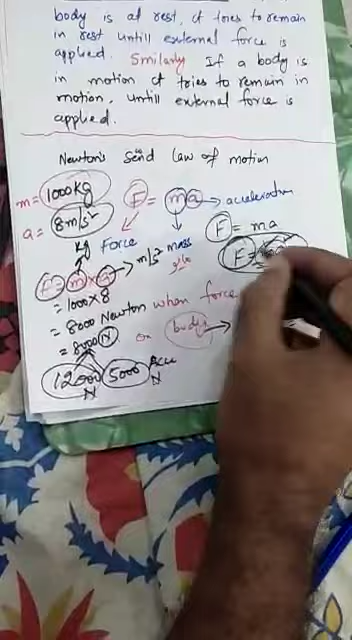 body is at rest. it tries to remain
in rest untill external force is
applied. Smilarly If a body is
in motion it tries to remain in
motion, untill external force is
applied.
Newton's Second law of motion
m = 1000 kg
F = ma → acceleration
a = 8m/s²
F = ma
kg Force mass
F = m × a → m/s²
F =
= 1000 × 8
= 8000 Newton when force
= 8000 N or body →
12000 5000
N N